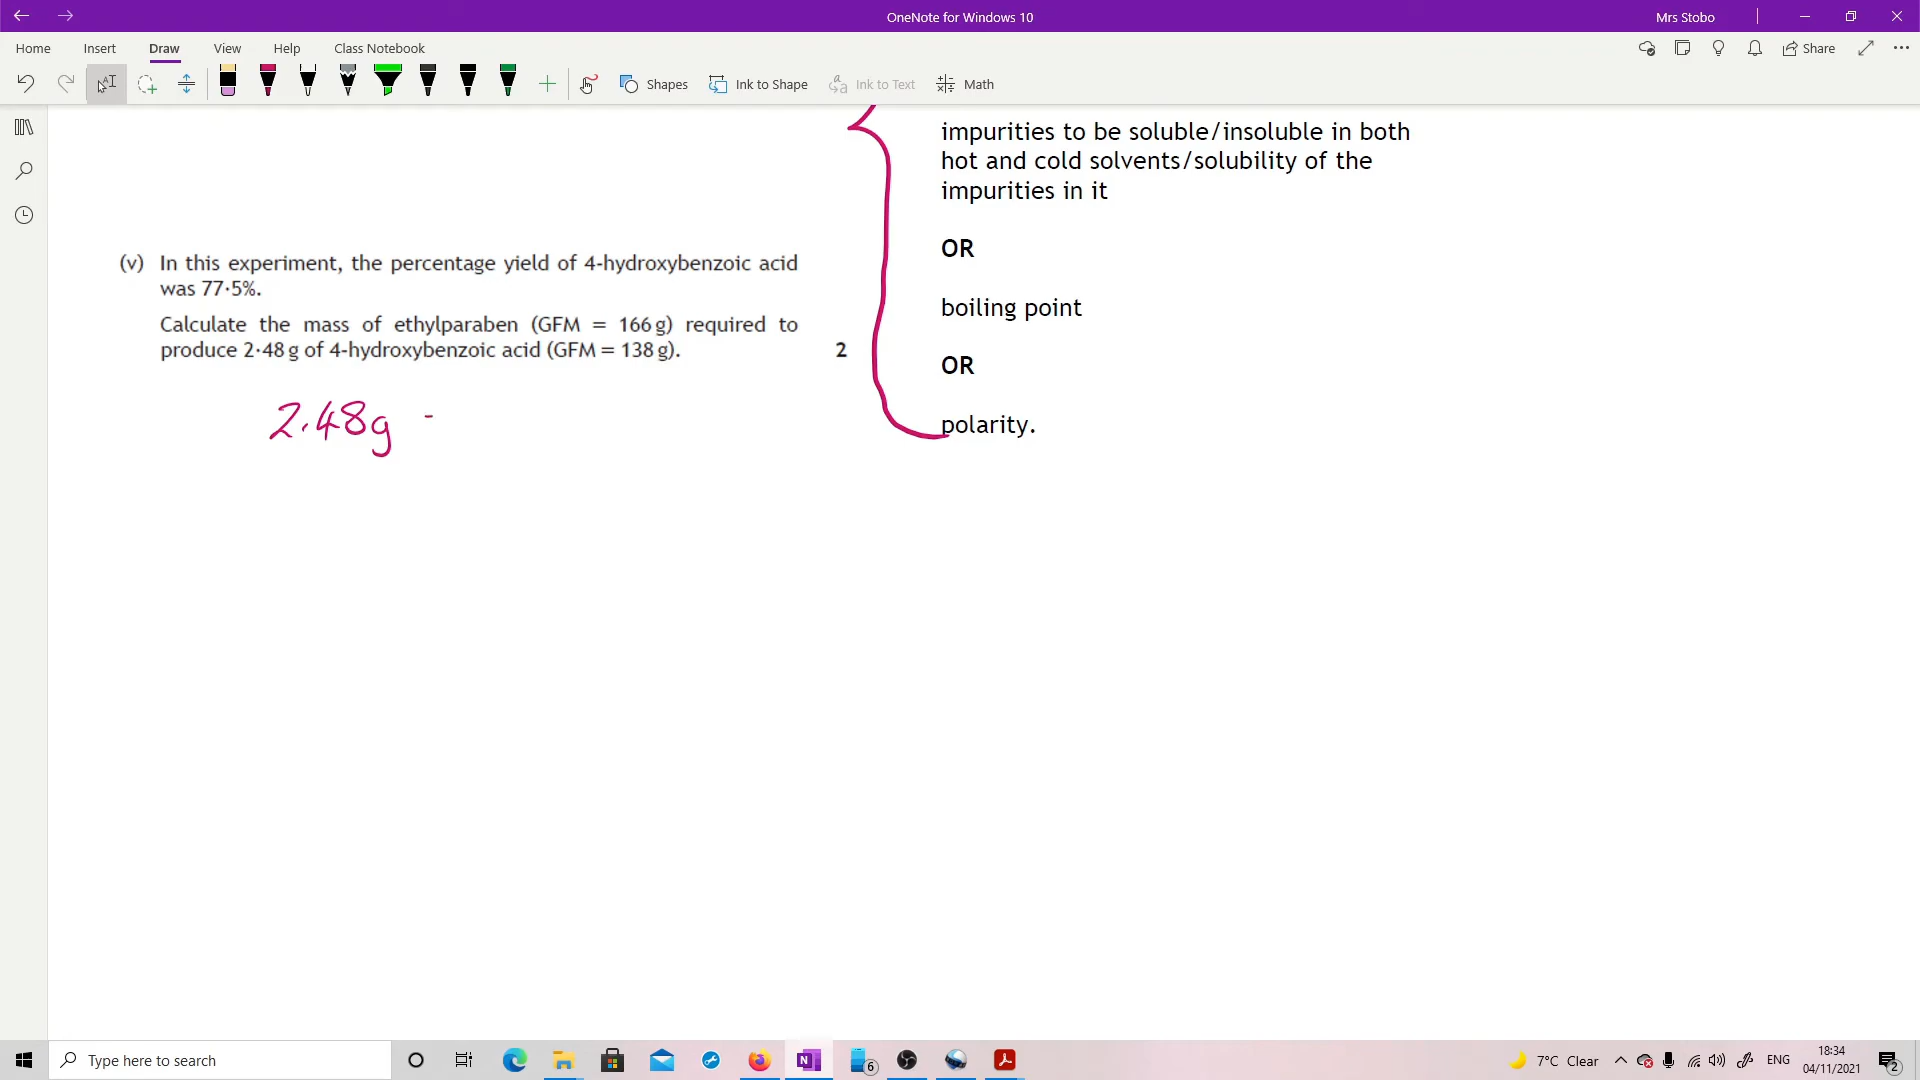 OneNote for Windows 10
Mrs Stobo
Home Insert Draw View Help Class Notebook
Share
Shapes Ink to Shape Ink to Text Math
impurities to be soluble/insoluble in both
hot and cold solvents/solubility of the
impurities in it
OR
boiling point
OR
polarity.
(v) In this experiment, the percentage yield of 4-hydroxybenzoic acid
was 77·5%.
Calculate the mass of ethylparaben (GFM = 166 g) required to
produce 2·48 g of 4-hydroxybenzoic acid (GFM = 138 g).
2
2.48g -
Type here to search
6
7°C Clear
ENG
18:34
04/11/2021
2